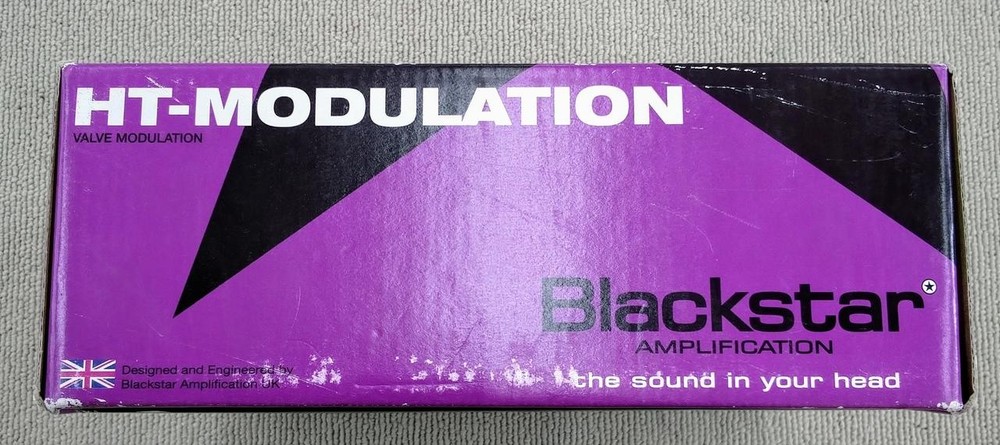 HT-MODULATION
VALVE MODULATION
Blackstar
AMPLIFICATION
the sound in your head
Designed and Engineered by
Blackstar Amplification UK